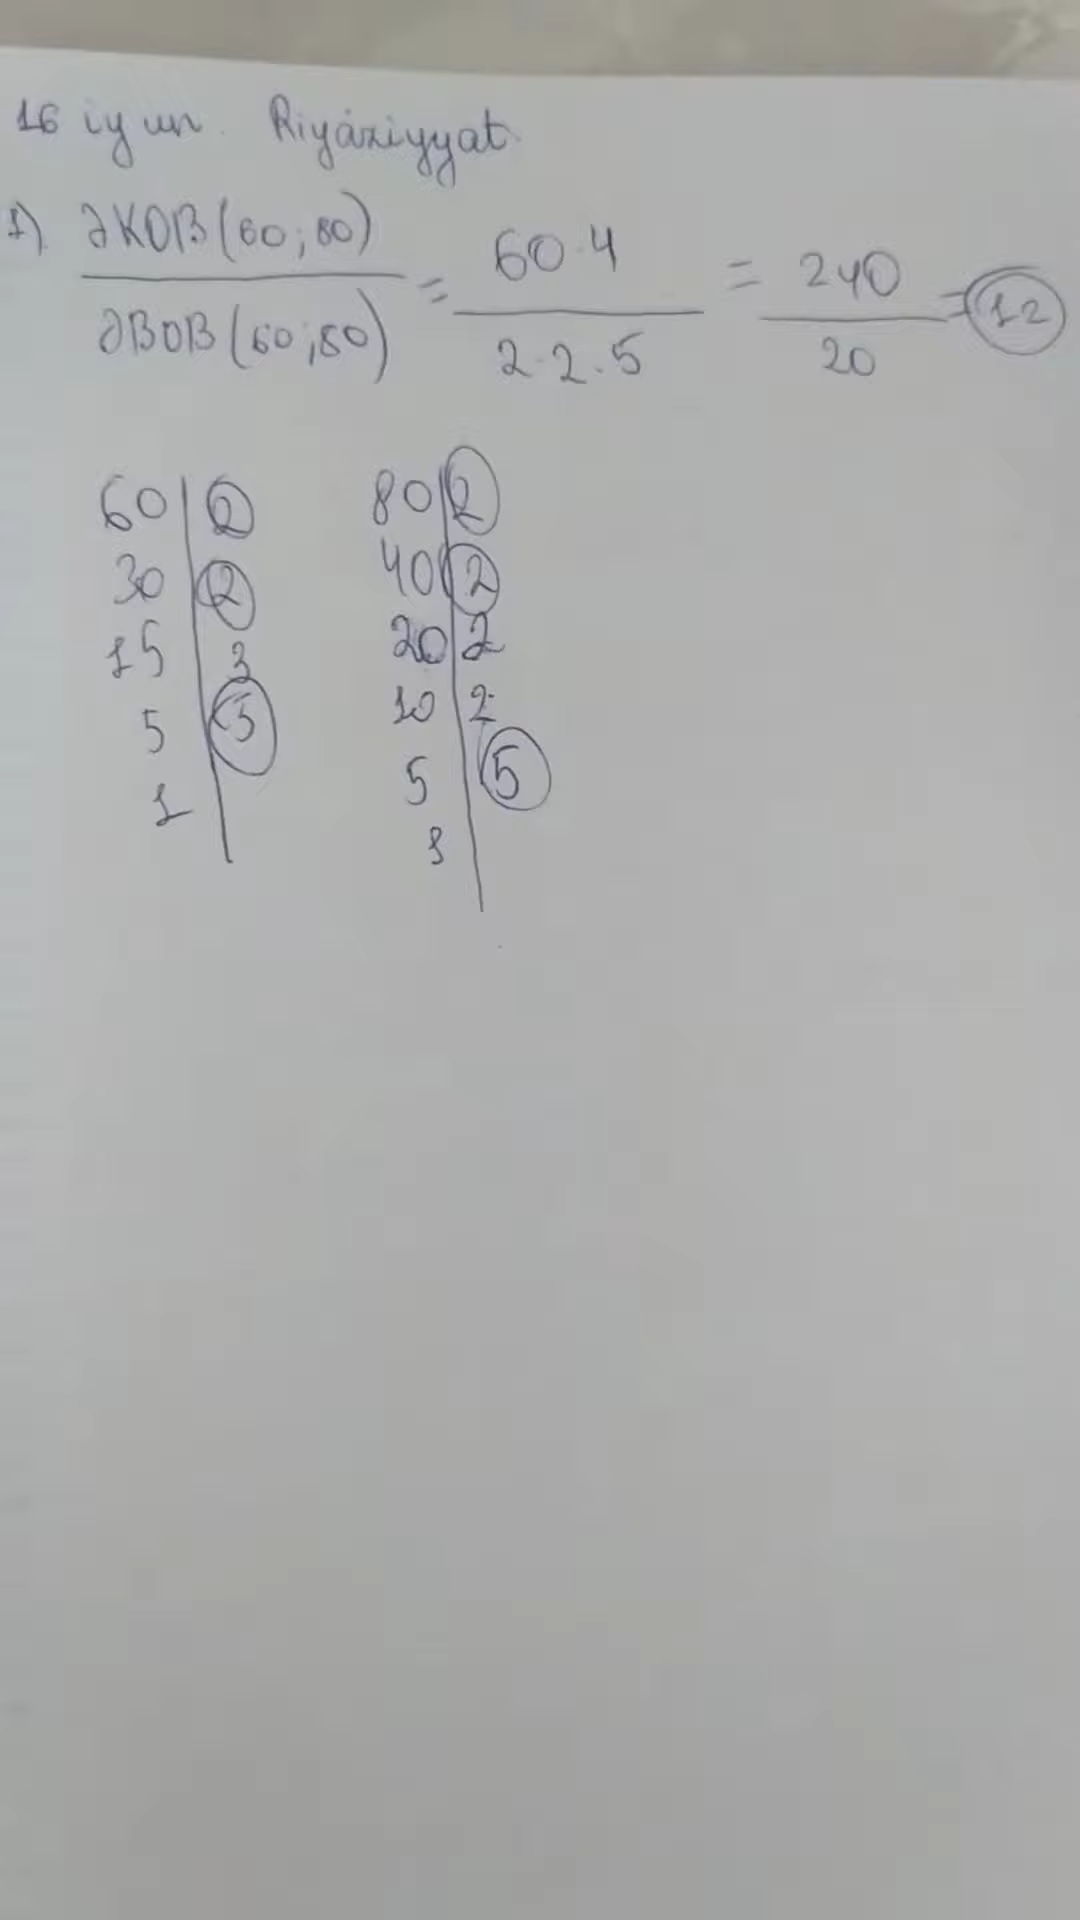 16 iyun. Riyaziyyat.
1) ƏKOB(60;80) / ƏBOB(60;80) = 60·4 / 2·2·5 = 240 / 20 = 12
60 | 2 80 | 2
30 | 2 40 | 2
15 | 3 20 | 2
5 | 5 10 | 2
1 | 5 | 5
1 |